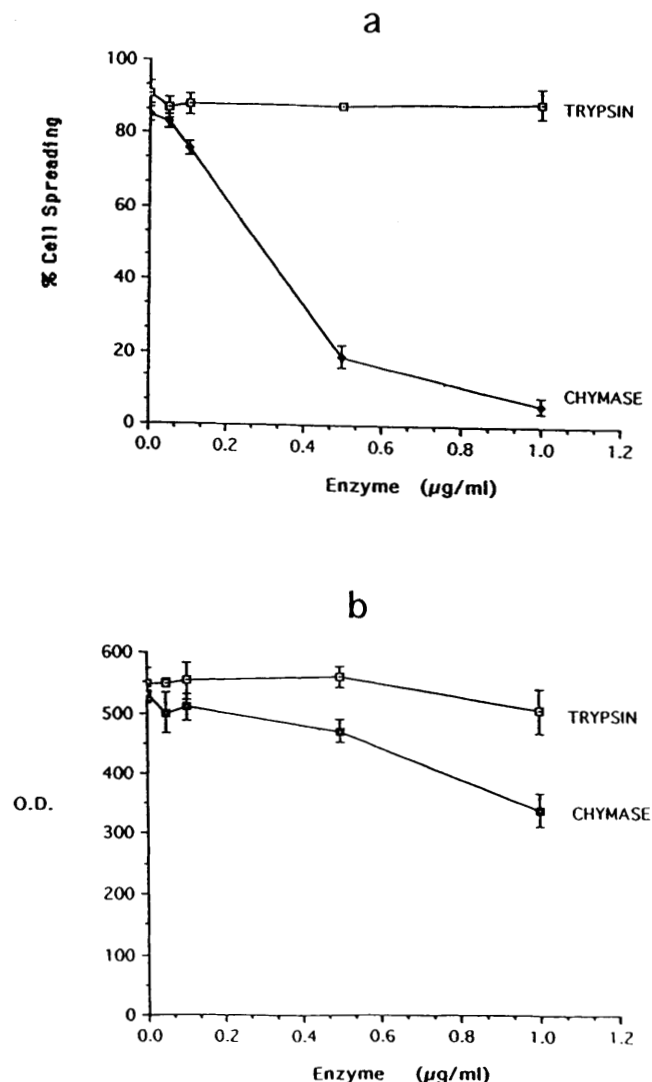 a
100
80
60
40
20
0
% Cell Spreading
TRYPSIN
CHYMASE
0.0 0.2 0.4 0.6 0.8 1.0 1.2
Enzyme (µg/ml)
b
600
500
400
300
200
100
0
O.D.
TRYPSIN
CHYMASE
0.0 0.2 0.4 0.6 0.8 1.0 1.2
Enzyme (µg/ml)